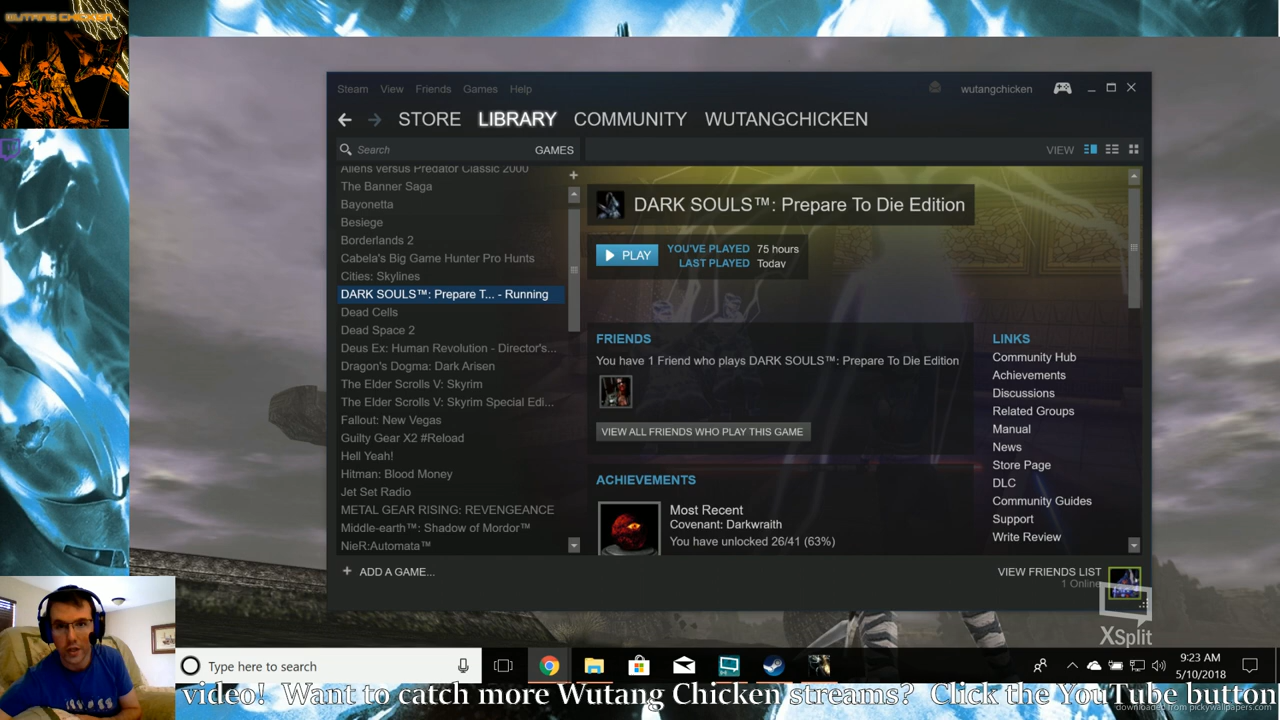 WUTANG CHICKEN
Steam View Friends Games Help
wutangchicken
STORE LIBRARY COMMUNITY WUTANGCHICKEN
Search
GAMES
VIEW
Aliens versus Predator Classic 2000
The Banner Saga
Bayonetta
Besiege
Borderlands 2
Cabela's Big Game Hunter Pro Hunts
Cities: Skylines
DARK SOULS™: Prepare T... - Running
Dead Cells
Dead Space 2
Deus Ex: Human Revolution - Director's...
Dragon's Dogma: Dark Arisen
The Elder Scrolls V: Skyrim
The Elder Scrolls V: Skyrim Special Edi...
Fallout: New Vegas
Guilty Gear X2 #Reload
Hell Yeah!
Hitman: Blood Money
Jet Set Radio
METAL GEAR RISING: REVENGEANCE
Middle-earth™: Shadow of Mordor™
NieR:Automata™
+ ADD A GAME...
DARK SOULS™: Prepare To Die Edition
PLAY
YOU'VE PLAYED 75 hours
LAST PLAYED Today
FRIENDS
You have 1 Friend who plays DARK SOULS™: Prepare To Die Edition
VIEW ALL FRIENDS WHO PLAY THIS GAME
ACHIEVEMENTS
Most Recent
Covenant: Darkwraith
You have unlocked 26/41 (63%)
LINKS
Community Hub
Achievements
Discussions
Related Groups
Manual
News
Store Page
DLC
Community Guides
Support
Write Review
VIEW FRIENDS LIST
1 Online
XSplit
Type here to search
9:23 AM
5/10/2018
video! Want to catch more Wutang Chicken streams? Click the YouTube button
downloaded from pickywallpapers.com